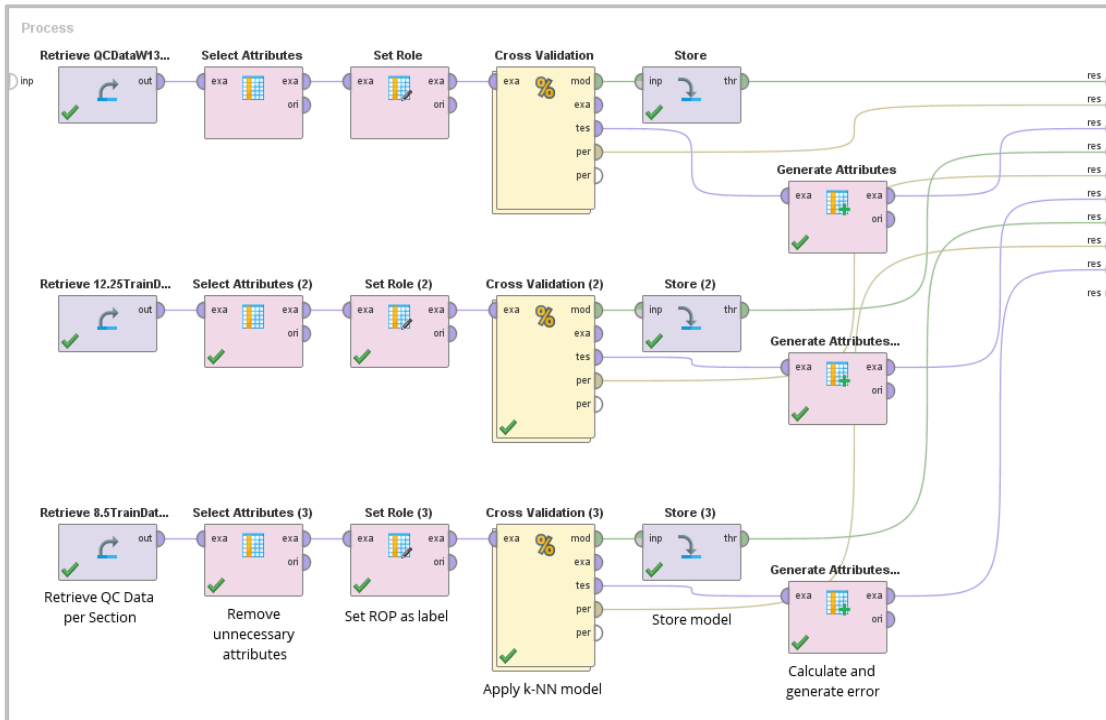 Process
Retrieve QCDataW13... Select Attributes Set Role Cross Validation Store
inp out exa exa exa exa exa mod inp thr res
ori ori exa res
tes res
per res
per Generate Attributes res
exa exa res
ori res
Retrieve 12.25TrainD... Select Attributes (2) Set Role (2) Cross Validation (2) Store (2) res
out exa exa exa exa exa mod inp thr res
ori ori exa res
tes Generate Attributes...
per exa exa
per ori
Retrieve 8.5TrainDat... Select Attributes (3) Set Role (3) Cross Validation (3) Store (3)
out exa exa exa exa exa mod inp thr
ori ori exa
tes Generate Attributes...
per exa exa
per ori
Retrieve QC Data
per Section
Remove
unnecessary
attributes
Set ROP as label
Apply k-NN model
Store model
Calculate and
generate error